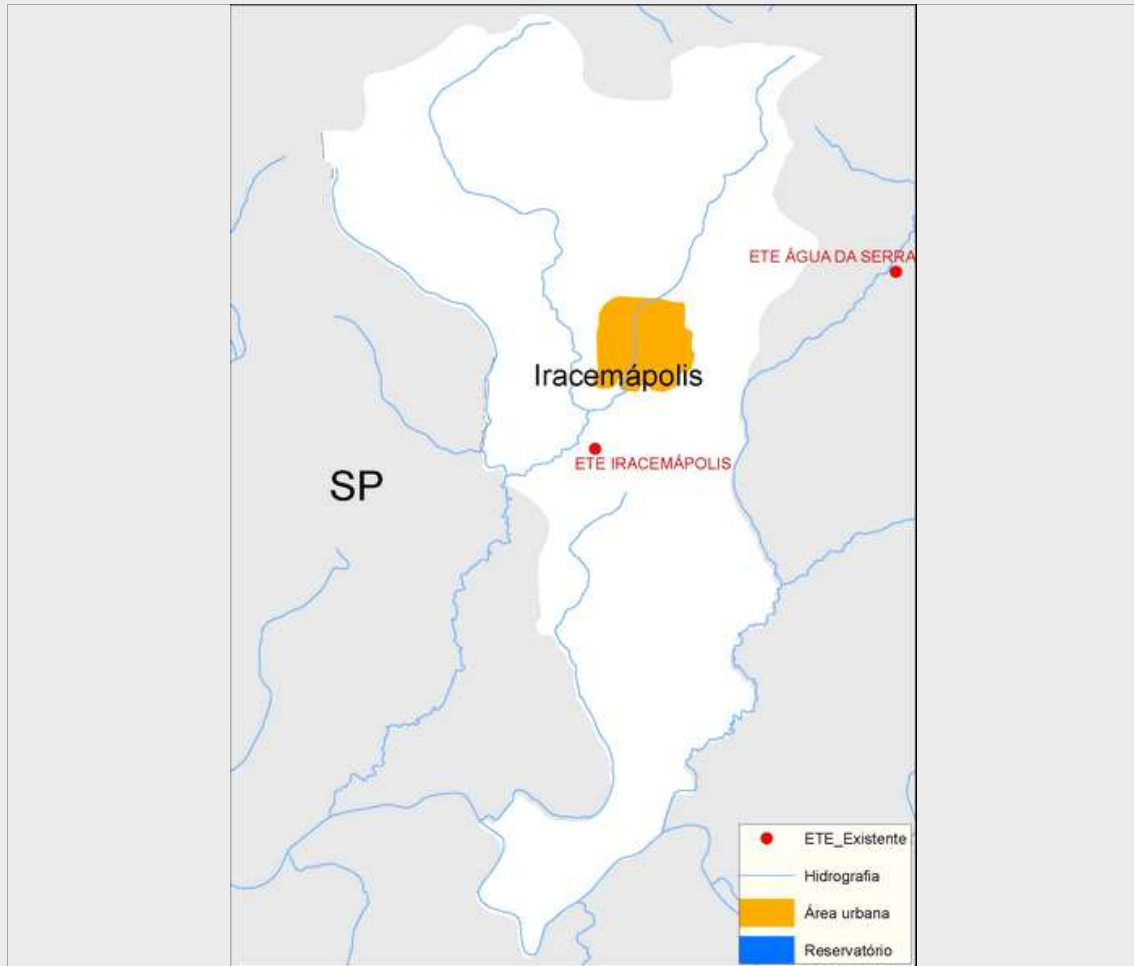 ETE ÁGUA DA SERRA
Iracemápolis
ETE IRACEMÁPOLIS
SP
ETE_Existente
Hidrografia
Área urbana
Reservatório